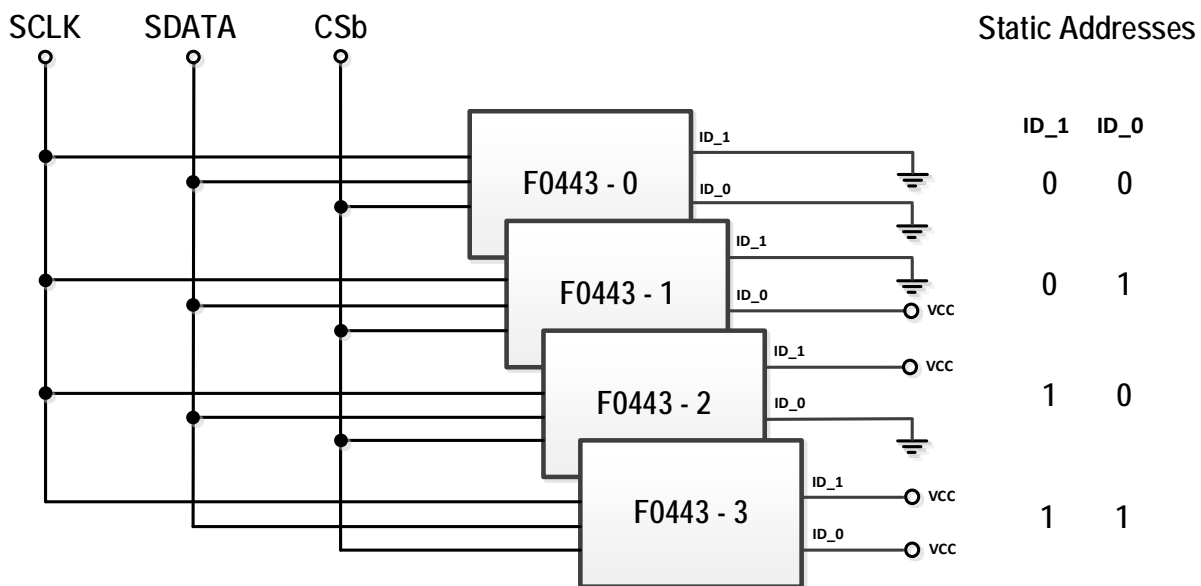 SCLK SDATA CSb Static Addresses
ID_1 ID_0
F0443 - 0 ID_1 0 0
ID_0
F0443 - 1 ID_1 0 1
ID_0 VCC
F0443 - 2 ID_1 VCC 1 0
ID_0
F0443 - 3 ID_1 VCC 1 1
ID_0 VCC